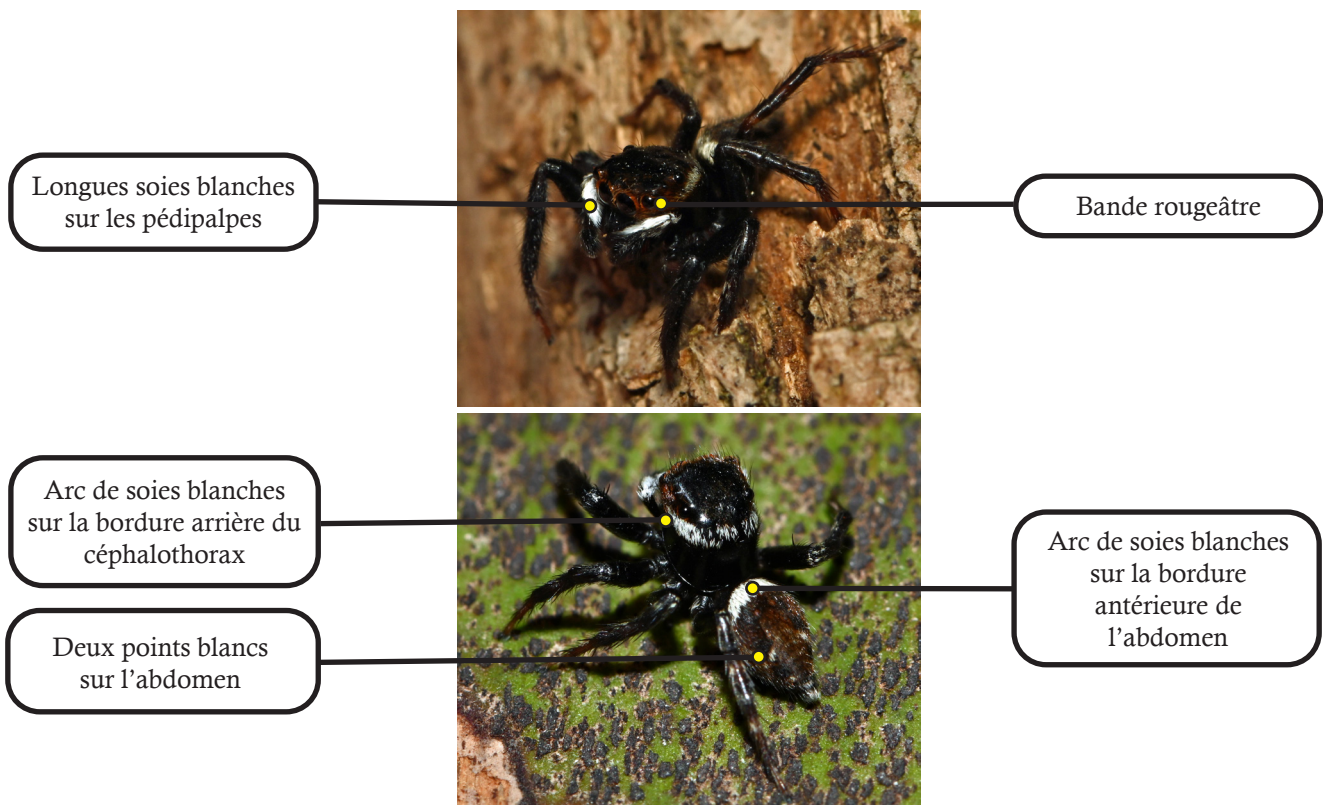 Longues soies blanches
sur les pédipalpes
Bande rougeâtre
Arc de soies blanches
sur la bordure arrière du
céphalothorax
Arc de soies blanches
sur la bordure
antérieure de
l’abdomen
Deux points blancs
sur l’abdomen